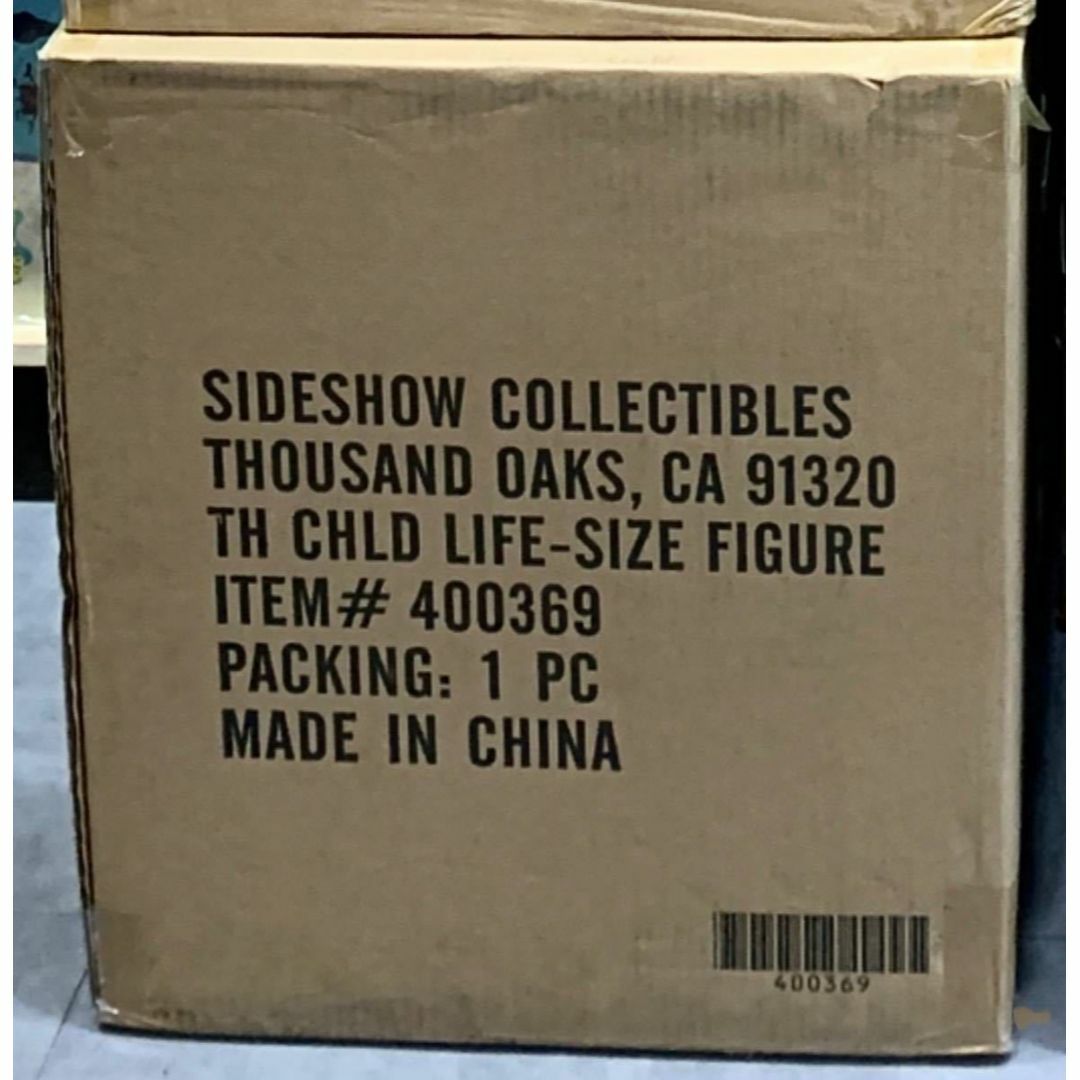 SIDESHOW COLLECTIBLES
THOUSAND OAKS, CA 91320
TH CHLD LIFE-SIZE FIGURE
ITEM# 400369
PACKING: 1 PC
MADE IN CHINA
400369